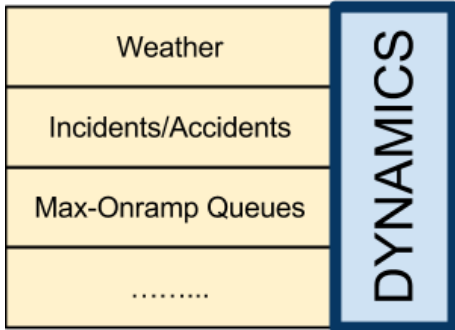 Weather
Incidents/Accidents
Max-Onramp Queues
………...
DYNAMICS